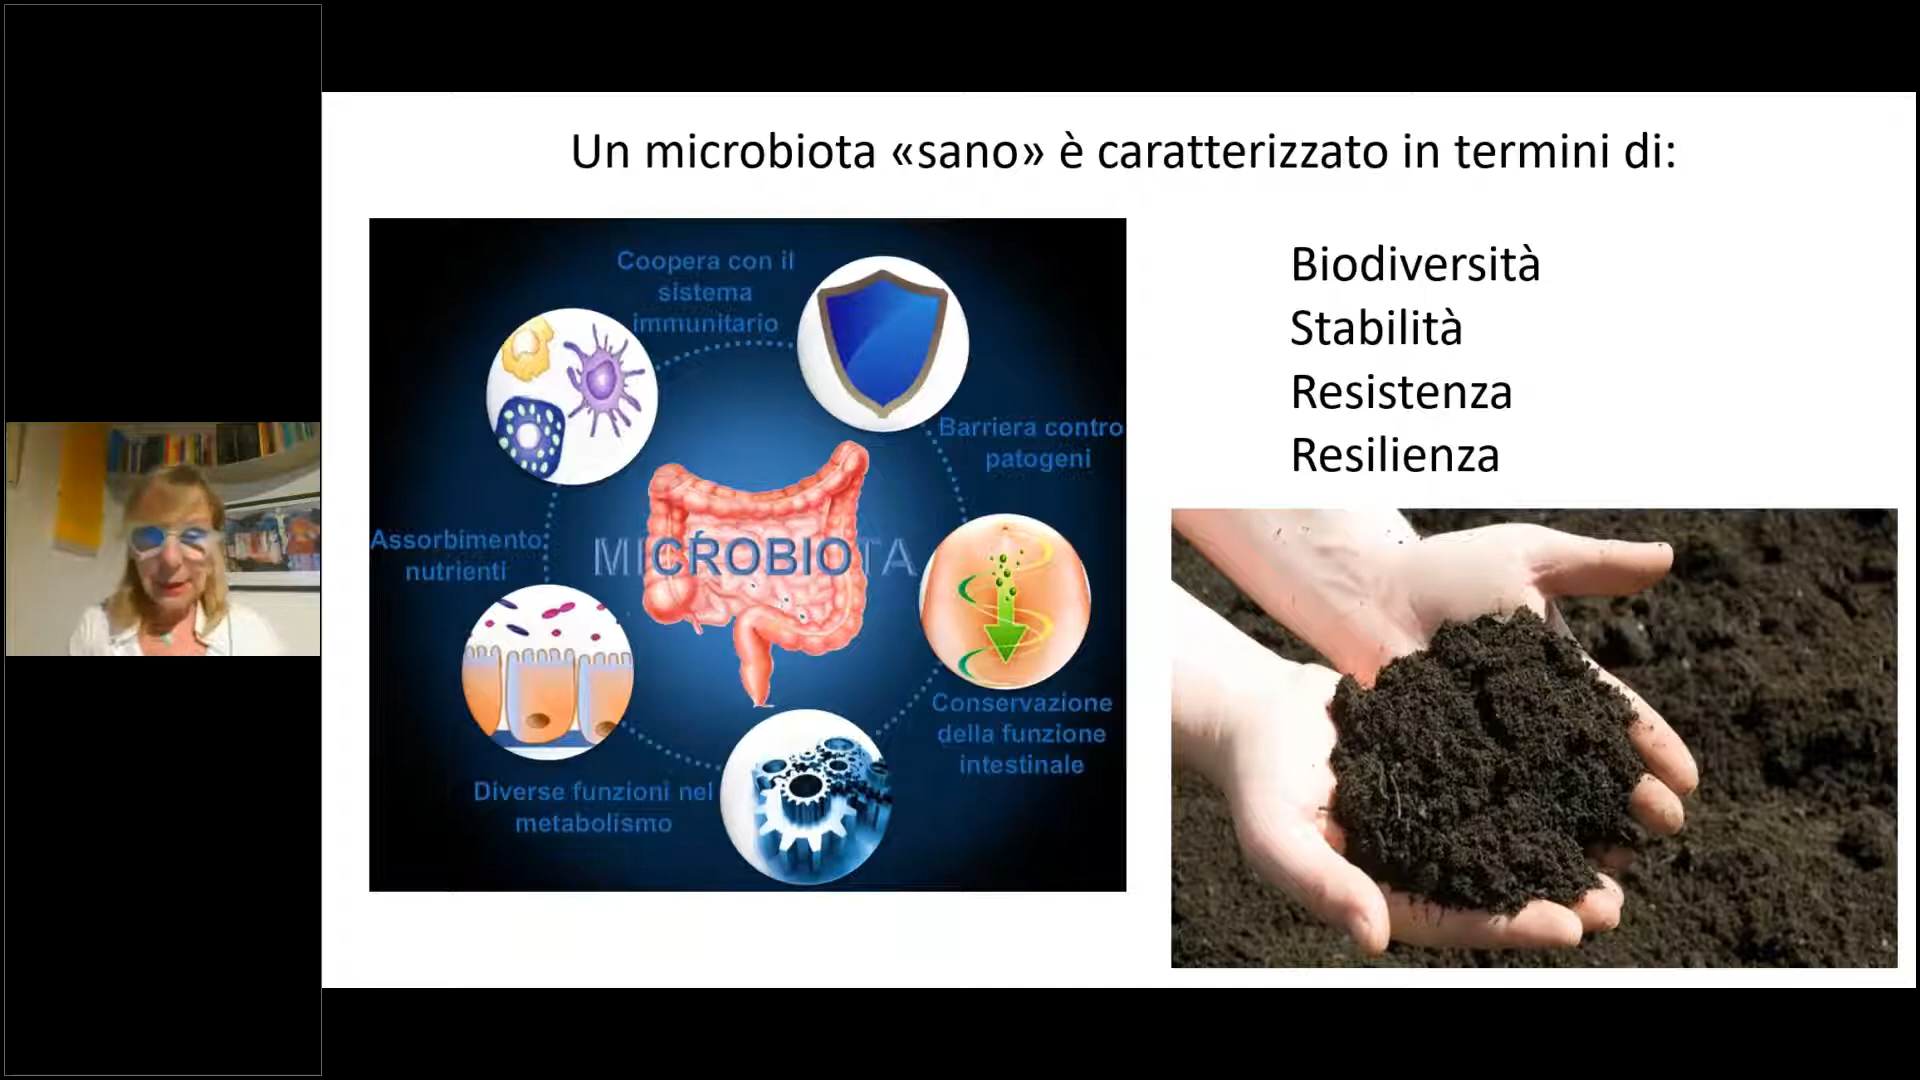 Un microbiota «sano» è caratterizzato in termini di:
Coopera con il
sistema
immunitario
Barriera contro
patogeni
Assorbimento
nutrienti
MICROBIOTA
Conservazione
della funzione
intestinale
Diverse funzioni nel
metabolismo
Biodiversità
Stabilità
Resistenza
Resilienza